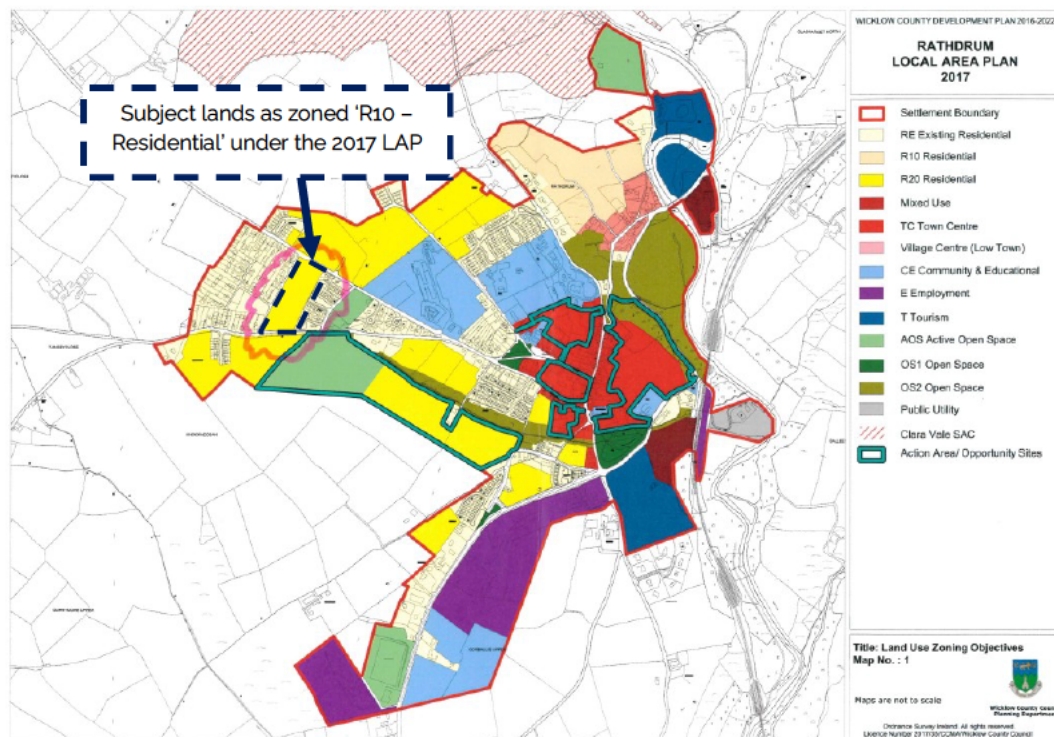 WICKLOW COUNTY DEVELOPMENT PLAN 2016-2022
RATHDRUM
LOCAL AREA PLAN
2017
Subject lands as zoned ‘R10 –
Residential’ under the 2017 LAP
RATHDRUM
Settlement Boundary
RE Existing Residential
R10 Residential
R20 Residential
Mixed Use
TC Town Centre
Village Centre (Low Town)
CE Community & Educational
E Employment
T Tourism
AOS Active Open Space
OS1 Open Space
OS2 Open Space
Public Utility
Clara Vale SAC
Action Area/ Opportunity Sites
Title: Land Use Zoning Objectives
Map No. : 1
Maps are not to scale
Wicklow County Council
Planning Department
Ordnance Survey Ireland. All rights reserved.